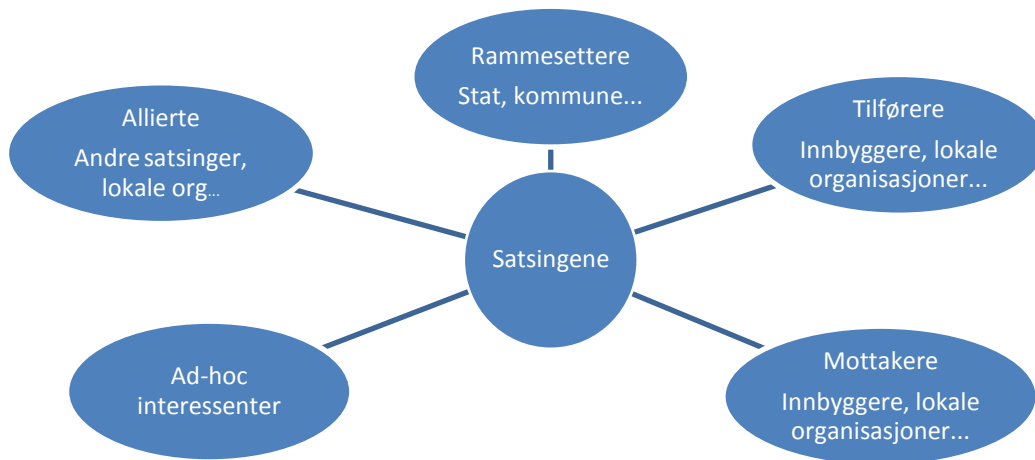 Rammesettere
Stat, kommune...
Allierte
Andre satsinger,
lokale org...
Tilførere
Innbyggere, lokale
organisasjoner...
Satsingene
Ad-hoc
interessenter
Mottakere
Innbyggere, lokale
organisasjoner...